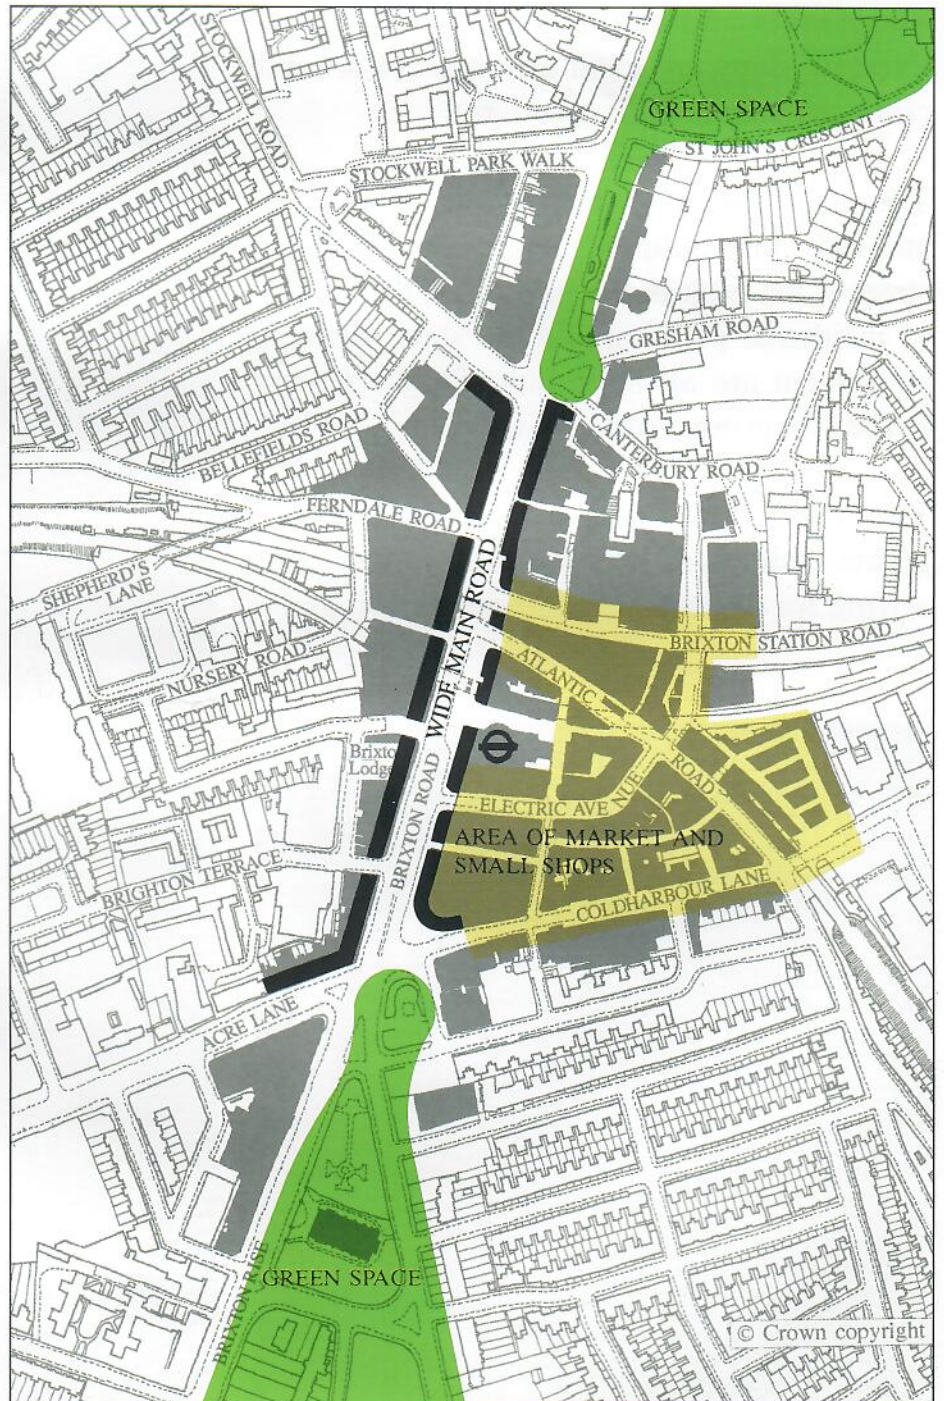 GREEN SPACE
STOCKWELL ROAD
ST JOHN'S CRESCENT
STOCKWELL PARK WALK
GRESHAM ROAD
BELLEFIELDS ROAD
CANTERBURY ROAD
FERNDALE ROAD
SHEPHERD'S
LANE
WIDE MAIN ROAD
BRIXTON STATION ROAD
NURSERY ROAD
ATLANTIC
ROAD
Brixto
Lodge
BRIXTON ROAD
ELECTRIC AVENUE
AREA OF MARKET AND
SMALL SHOPS
BRIGHTON TERRACE
COLDHARBOUR LANE
ACRE LANE
GREEN SPACE
BRIXTON
© Crown copyright